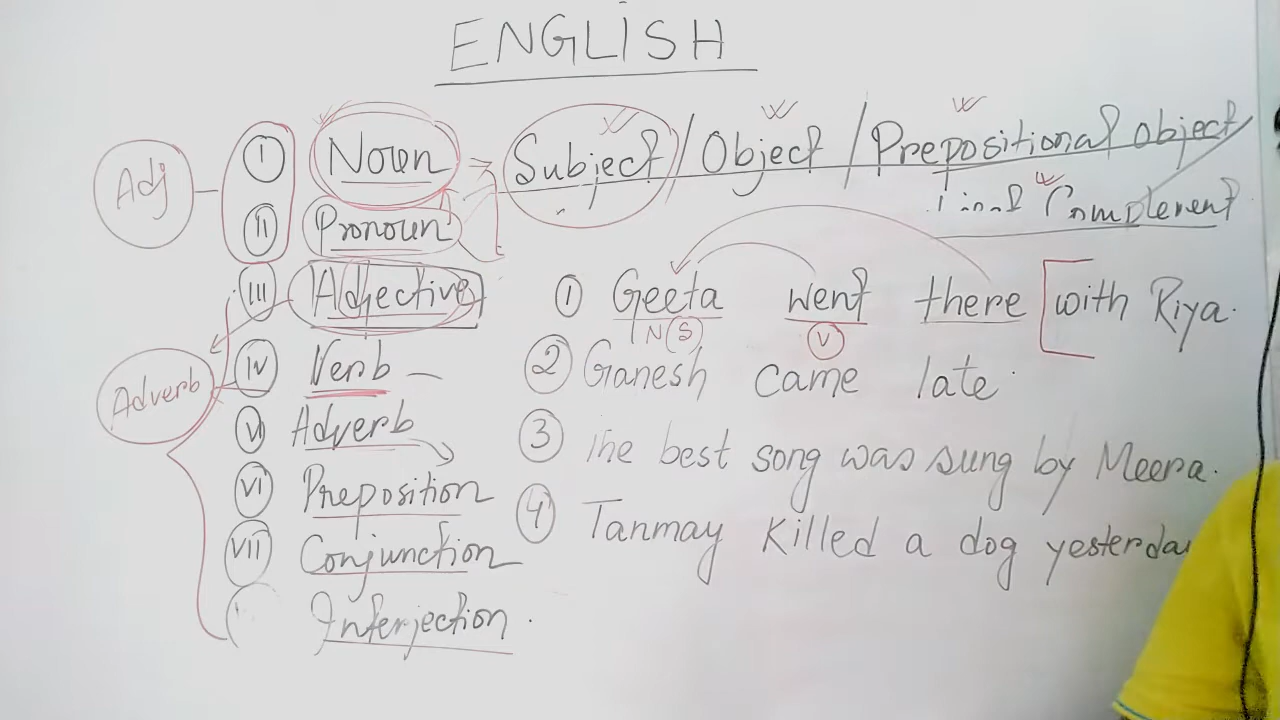 ENGLISH
Adj
I Noun Subject / Object / Prepositional object
II Pronoun Complement
III Adjective
① Geeta went there [with Riya.
N S V
Adverb
IV Verb —
② Ganesh came late.
V Adverb
③ The best song was sung by Meera.
VI Preposition
④ Tanmay killed a dog yesterday
VII Conjunction
Interjection.